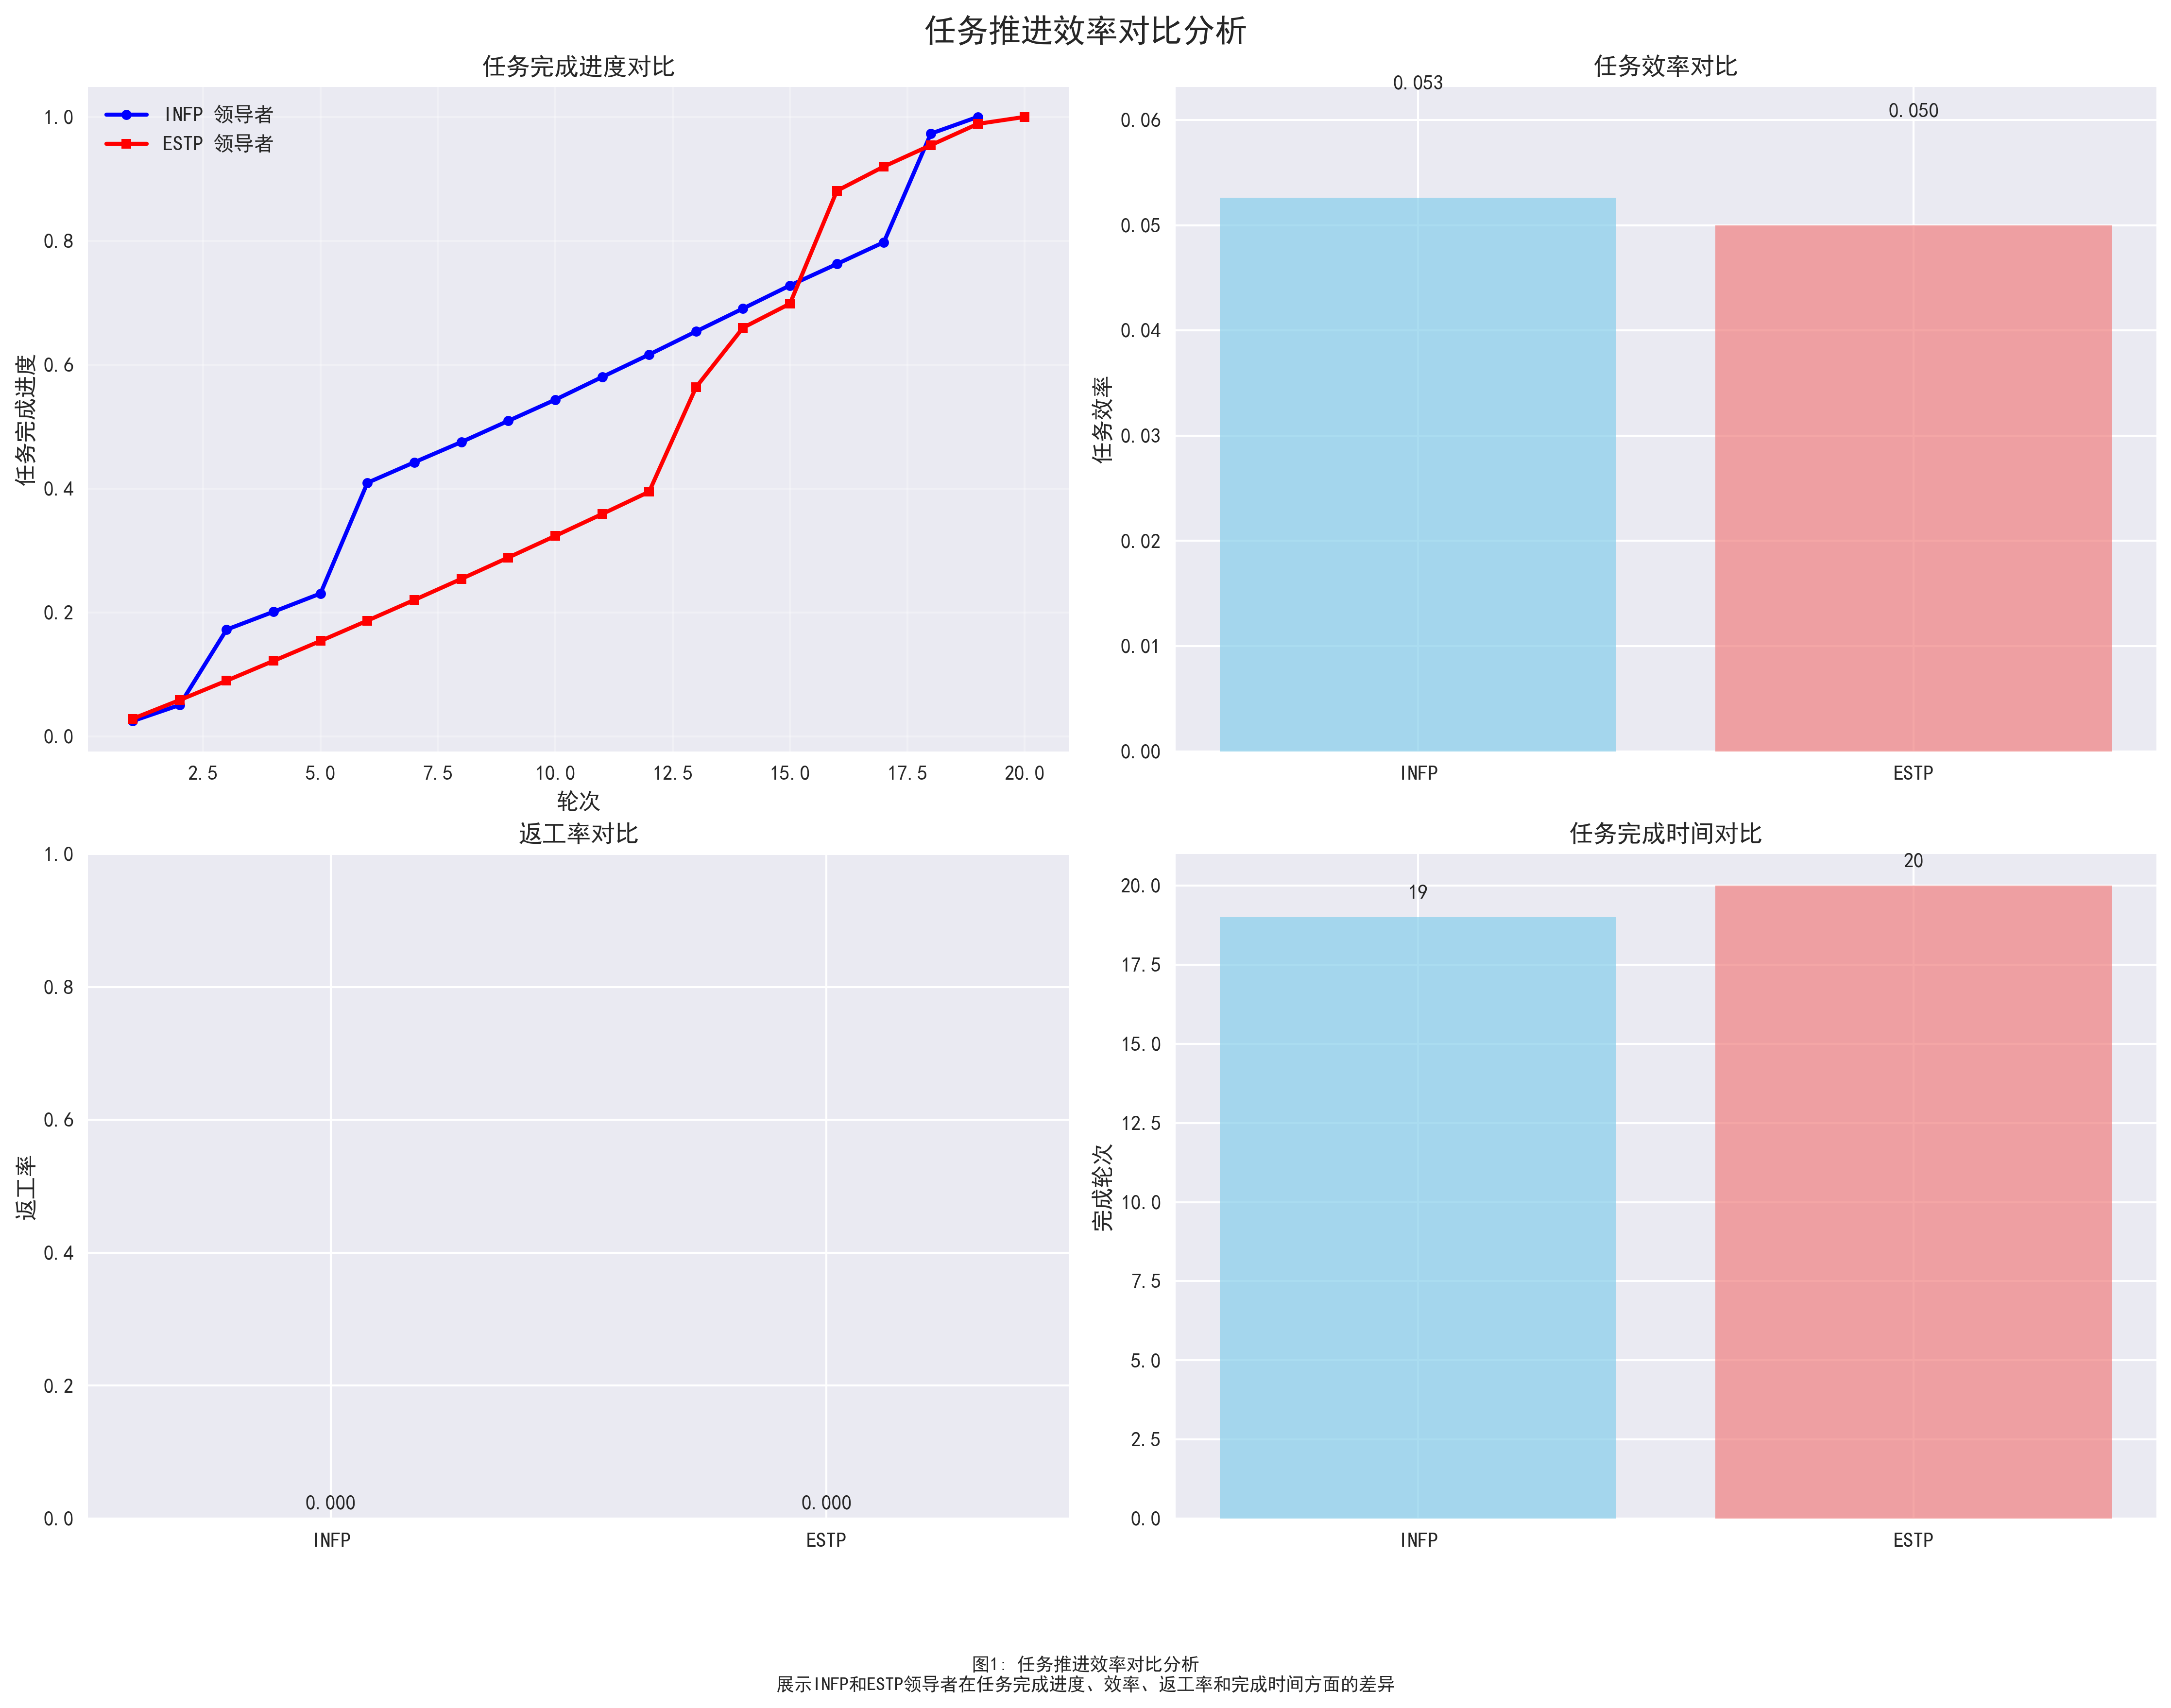 任务推进效率对比分析
任务完成进度对比
INFP 领导者
ESTP 领导者
1.0
0.8
0.6
0.4
0.2
0.0
任务完成进度
2.5 5.0 7.5 10.0 12.5 15.0 17.5 20.0
轮次
任务效率对比
0.053
0.050
0.06
0.05
0.04
0.03
0.02
0.01
0.00
任务效率
INFP ESTP
返工率对比
1.0
0.8
0.6
0.4
0.2
0.0
返工率
0.000 0.000
INFP ESTP
任务完成时间对比
20
19
20.0
17.5
15.0
12.5
10.0
7.5
5.0
2.5
0.0
完成轮次
INFP ESTP
图1: 任务推进效率对比分析
展示INFP和ESTP领导者在任务完成进度、效率、返工率和完成时间方面的差异